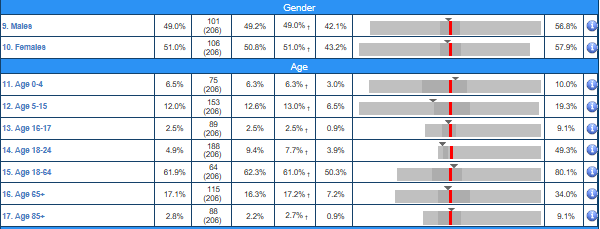 Gender
9. Males 49.0% 101 (206) 49.2% 49.0% ↑ 42.1% 56.8%
10. Females 51.0% 106 (206) 50.8% 51.0% ↑ 43.2% 57.9%
Age
11. Age 0-4 6.5% 75 (206) 6.3% 6.3% ↑ 3.0% 10.0%
12. Age 5-15 12.0% 153 (206) 12.6% 13.0% ↑ 6.5% 19.3%
13. Age 16-17 2.5% 89 (206) 2.5% 2.5% ↑ 0.9% 9.1%
14. Age 18-24 4.9% 188 (206) 9.4% 7.7% ↑ 3.9% 49.3%
15. Age 18-64 61.9% 64 (206) 62.3% 61.0% ↑ 50.3% 80.1%
16. Age 65+ 17.1% 115 (206) 16.3% 17.2% ↑ 7.2% 34.0%
17. Age 85+ 2.8% 88 (206) 2.2% 2.7% ↑ 0.9% 9.1%